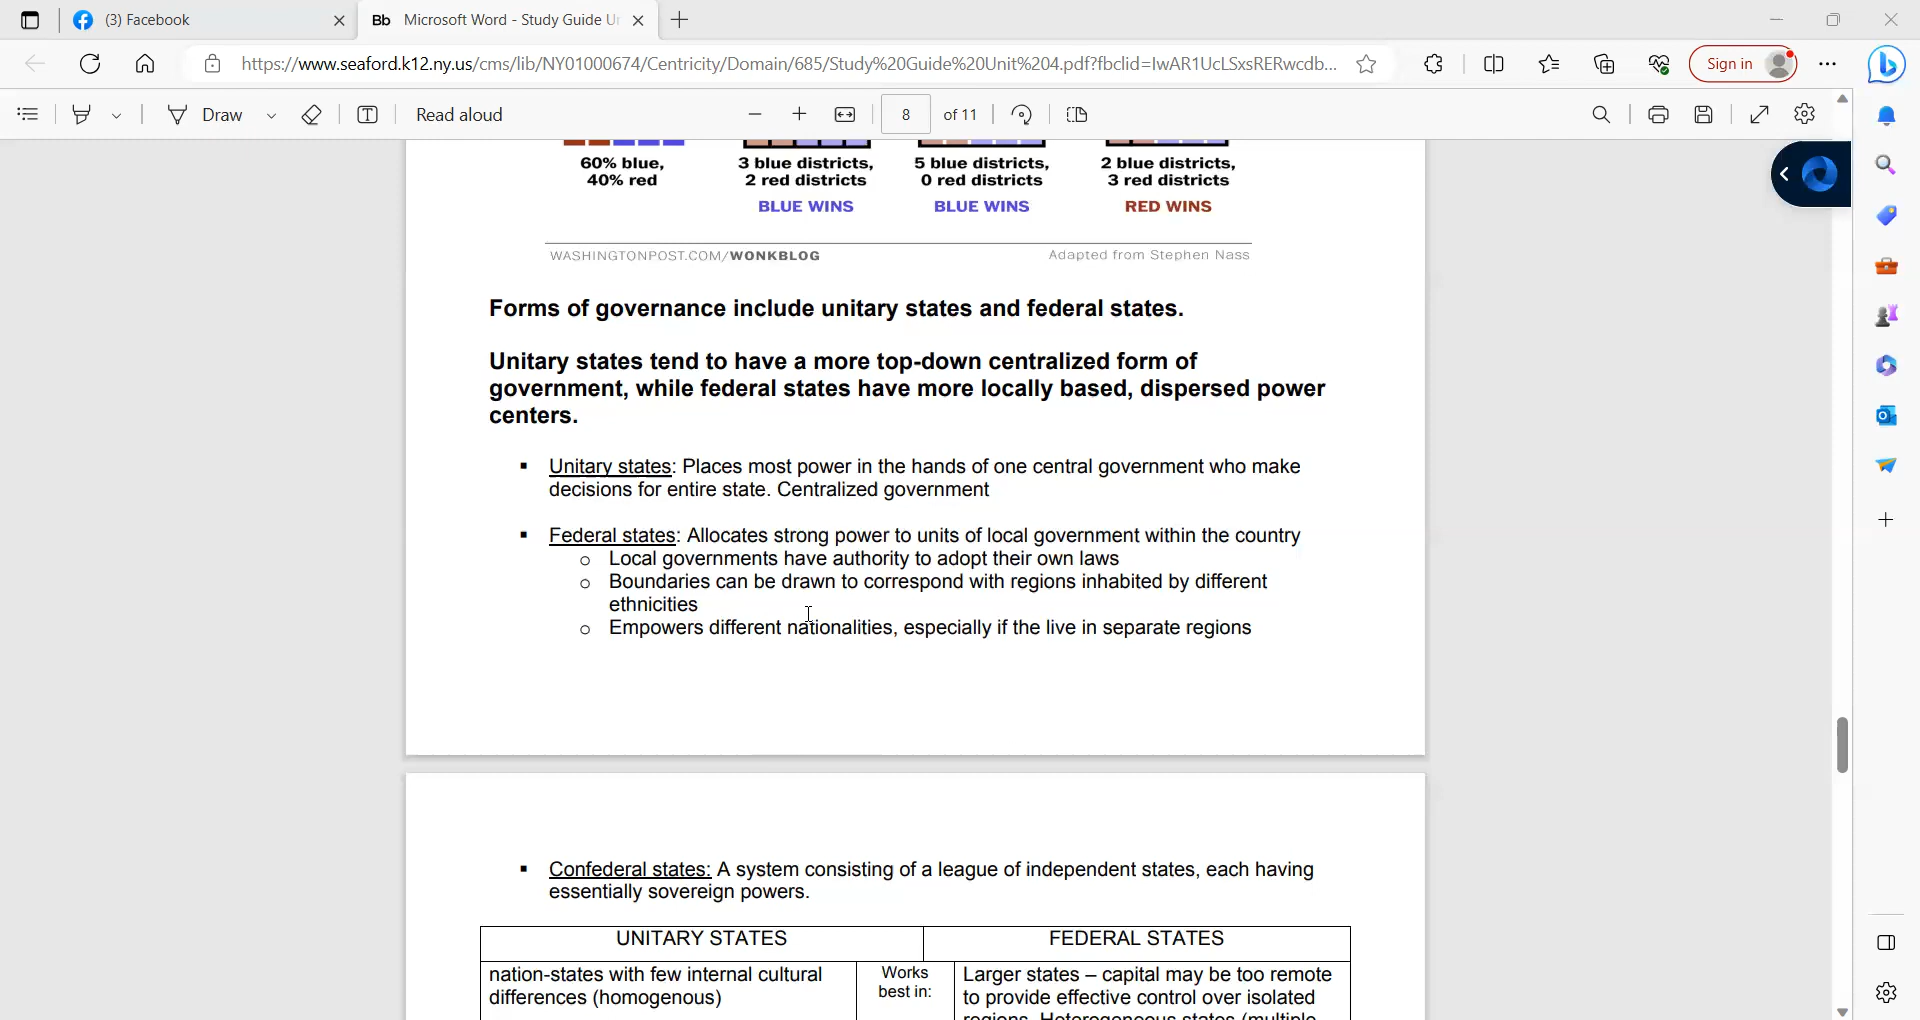 (3) Facebook
Bb Microsoft Word - Study Guide Un
https://www.seaford.k12.ny.us/cms/lib/NY01000674/Centricity/Domain/685/Study%20Guide%20Unit%204.pdf?fbclid=IwAR1UcLSxsRERwcdb...
Sign in
Draw
Read aloud
8 of 11
60% blue,
40% red
3 blue districts,
2 red districts
BLUE WINS
5 blue districts,
0 red districts
BLUE WINS
2 blue districts,
3 red districts
RED WINS
WASHINGTONPOST.COM/WONKBLOG
Adapted from Stephen Nass
Forms of governance include unitary states and federal states.
Unitary states tend to have a more top-down centralized form of
government, while federal states have more locally based, dispersed power
centers.
▪ Unitary states: Places most power in the hands of one central government who make
decisions for entire state. Centralized government
▪ Federal states: Allocates strong power to units of local government within the country
o Local governments have authority to adopt their own laws
o Boundaries can be drawn to correspond with regions inhabited by different
ethnicities
o Empowers different nationalities, especially if the live in separate regions
▪ Confederal states: A system consisting of a league of independent states, each having
essentially sovereign powers.
UNITARY STATES
FEDERAL STATES
nation-states with few internal cultural
differences (homogenous)
Works
best in:
Larger states – capital may be too remote
to provide effective control over isolated
regions. Heterogeneous states (multiple